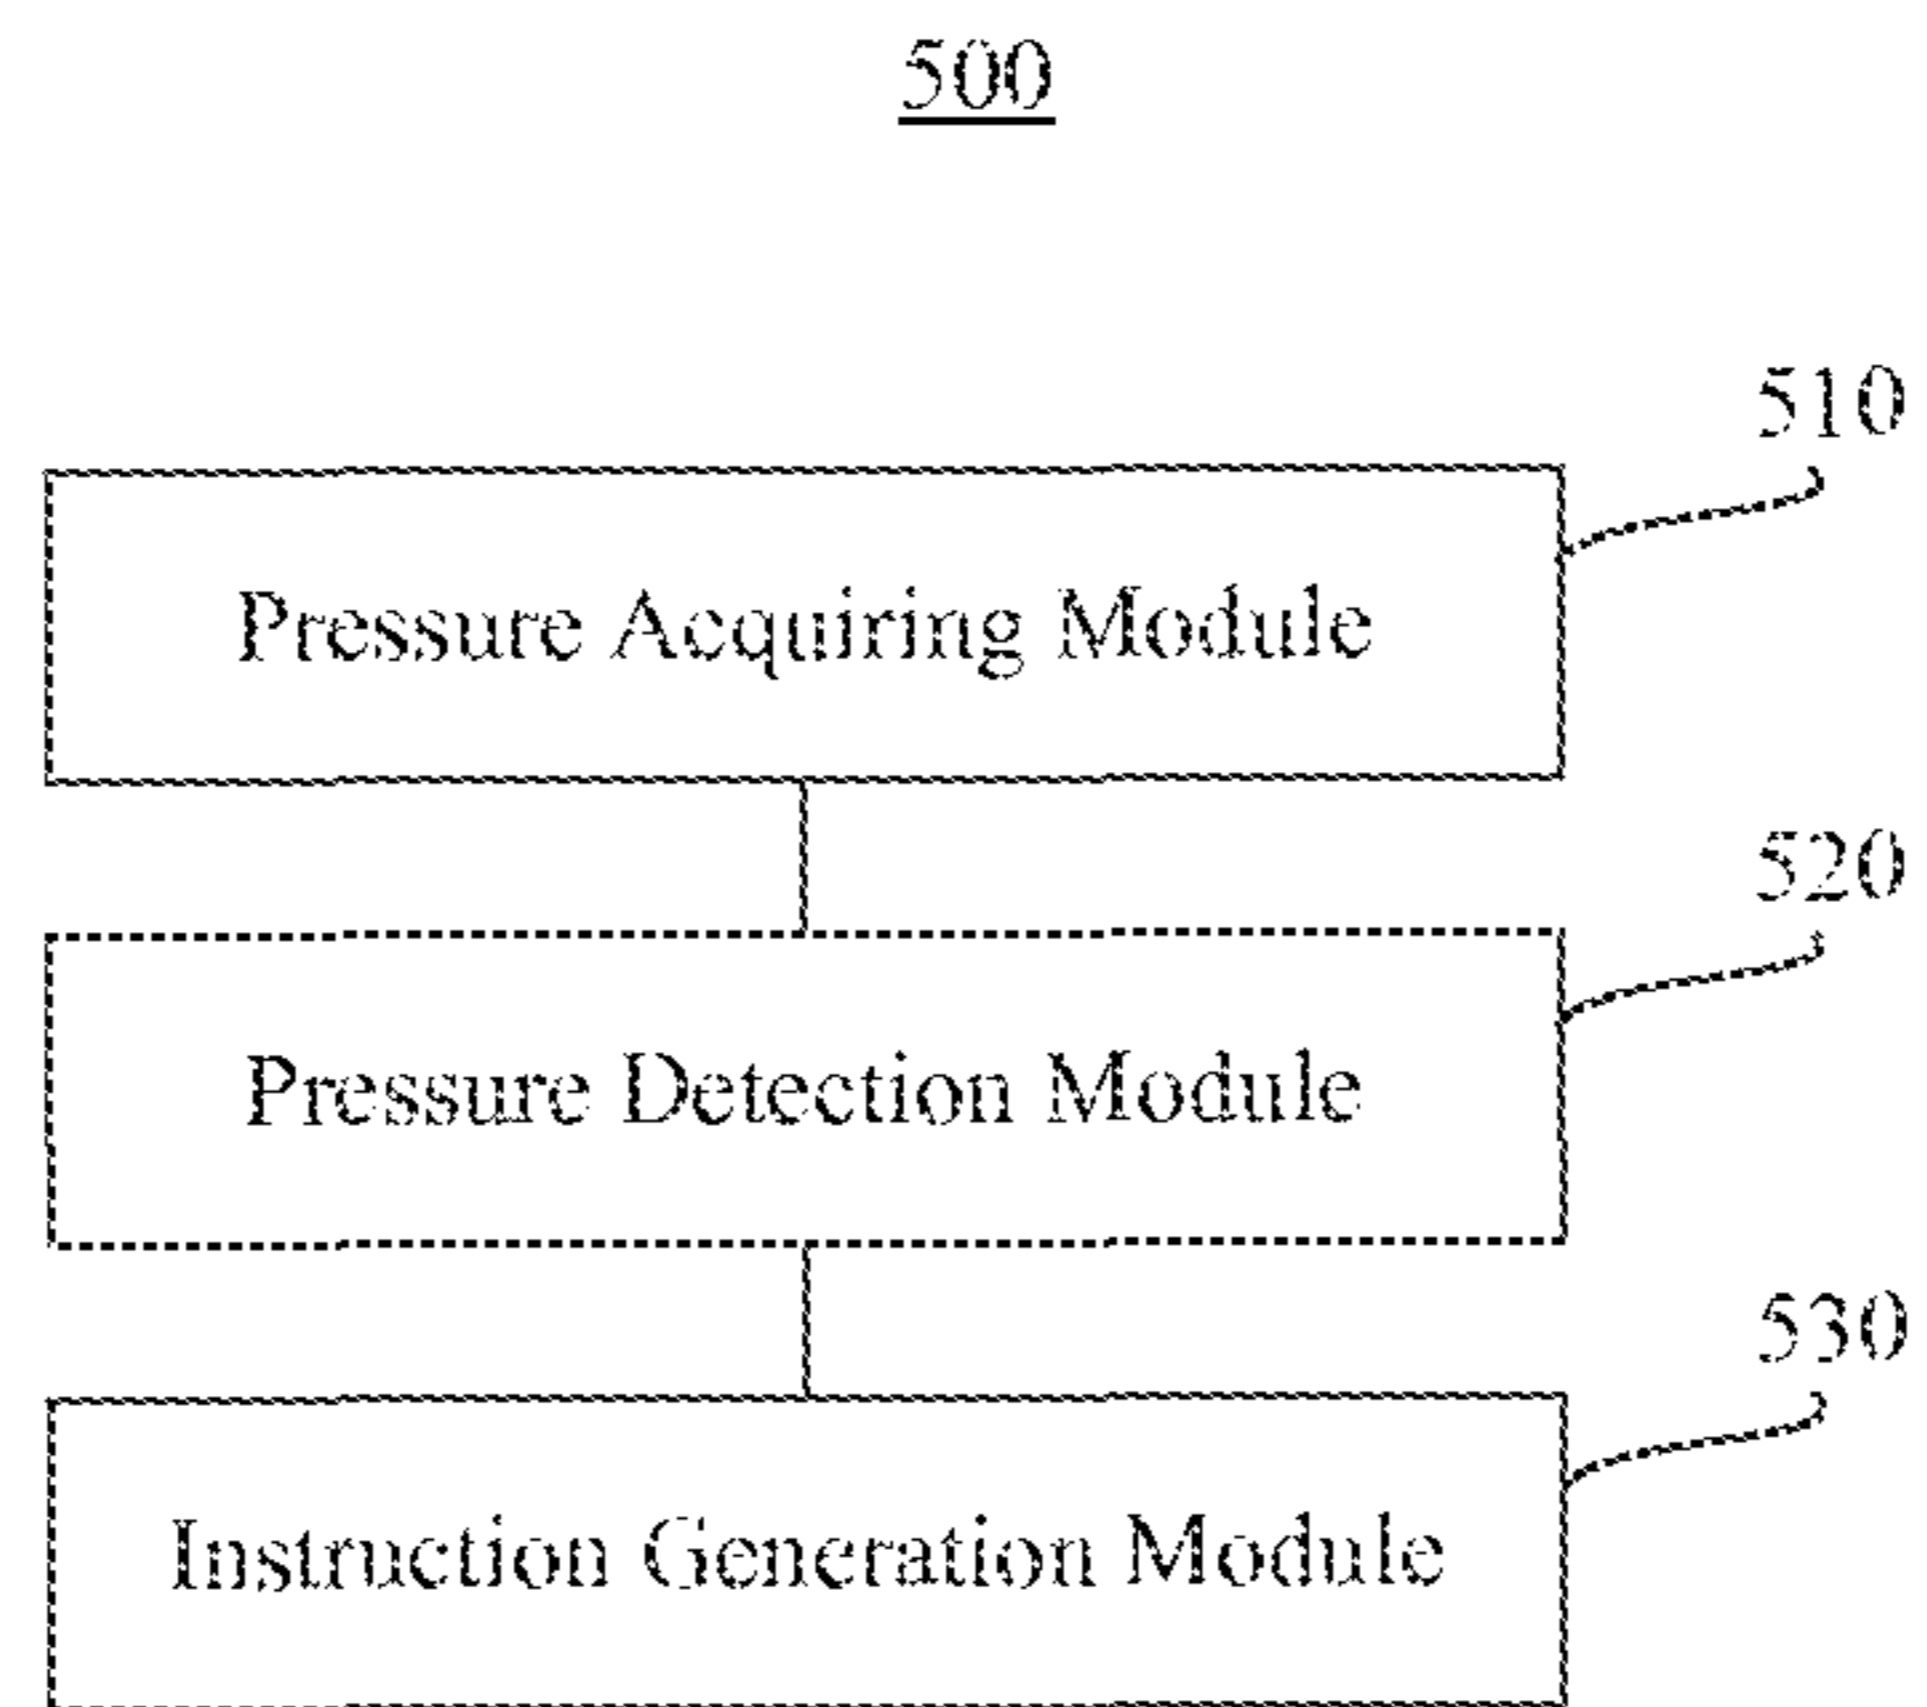 500
510
Pressure Acquiring Module
520
Pressure Detection Module
530
Instruction Generation Module